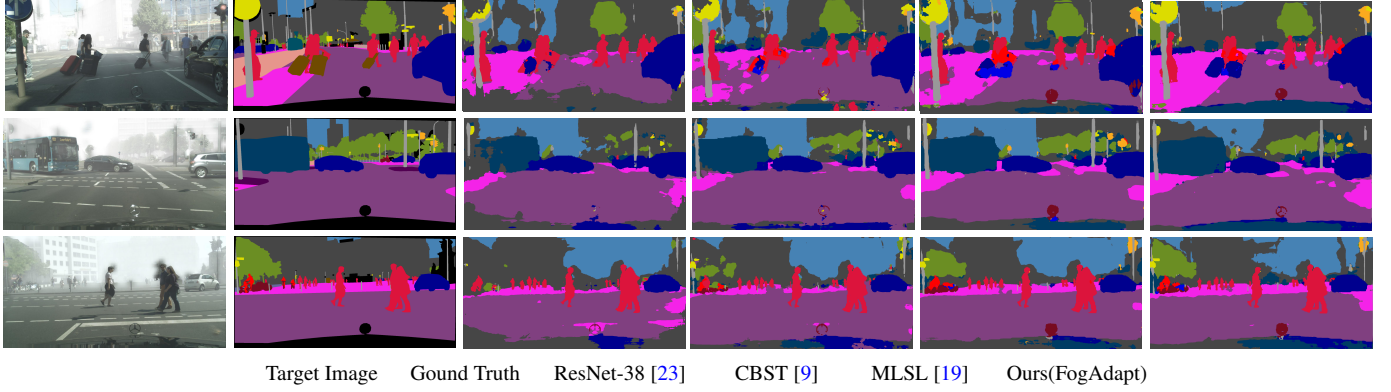 Target Image Gound Truth ResNet-38 [23] CBST [9] MLSL [19] Ours(FogAdapt)